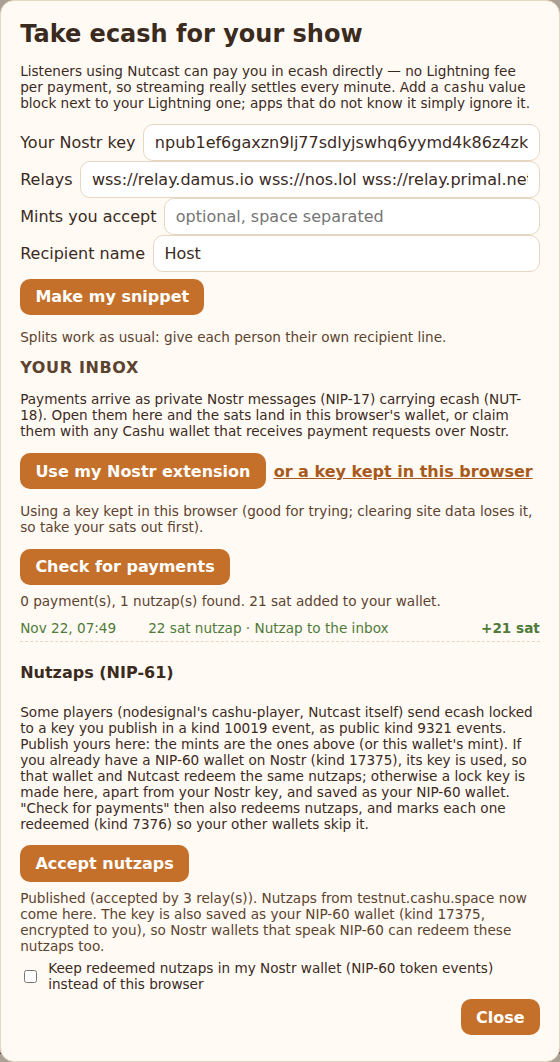 Take ecash for your show
Listeners using Nutcast can pay you in ecash directly — no Lightning fee
per payment, so streaming really settles every minute. Add a cashu value
block next to your Lightning one; apps that do not know it simply ignore it.
Your Nostr key npub1ef6gaxzn9lj77sdlyjswhq6yymd4k86z4zk
Relays wss://relay.damus.io wss://nos.lol wss://relay.primal.net
Mints you accept optional, space separated
Recipient name Host
Make my snippet
Splits work as usual: give each person their own recipient line.
YOUR INBOX
Payments arrive as private Nostr messages (NIP-17) carrying ecash (NUT-
18). Open them here and the sats land in this browser's wallet, or claim
them with any Cashu wallet that receives payment requests over Nostr.
Use my Nostr extension or a key kept in this browser
Using a key kept in this browser (good for trying; clearing site data loses it,
so take your sats out first).
Check for payments
0 payment(s), 1 nutzap(s) found. 21 sat added to your wallet.
Nov 22, 07:49 22 sat nutzap · Nutzap to the inbox +21 sat
Nutzaps (NIP-61)
Some players (nodesignal's cashu-player, Nutcast itself) send ecash locked
to a key you publish in a kind 10019 event, as public kind 9321 events.
Publish yours here: the mints are the ones above (or this wallet's mint). If
you already have a NIP-60 wallet on Nostr (kind 17375), its key is used, so
that wallet and Nutcast redeem the same nutzaps; otherwise a lock key is
made here, apart from your Nostr key, and saved as your NIP-60 wallet.
"Check for payments" then also redeems nutzaps, and marks each one
redeemed (kind 7376) so your other wallets skip it.
Accept nutzaps
Published (accepted by 3 relay(s)). Nutzaps from testnut.cashu.space now
come here. The key is also saved as your NIP-60 wallet (kind 17375,
encrypted to you), so Nostr wallets that speak NIP-60 can redeem these
nutzaps too.
Keep redeemed nutzaps in my Nostr wallet (NIP-60 token events)
instead of this browser
Close